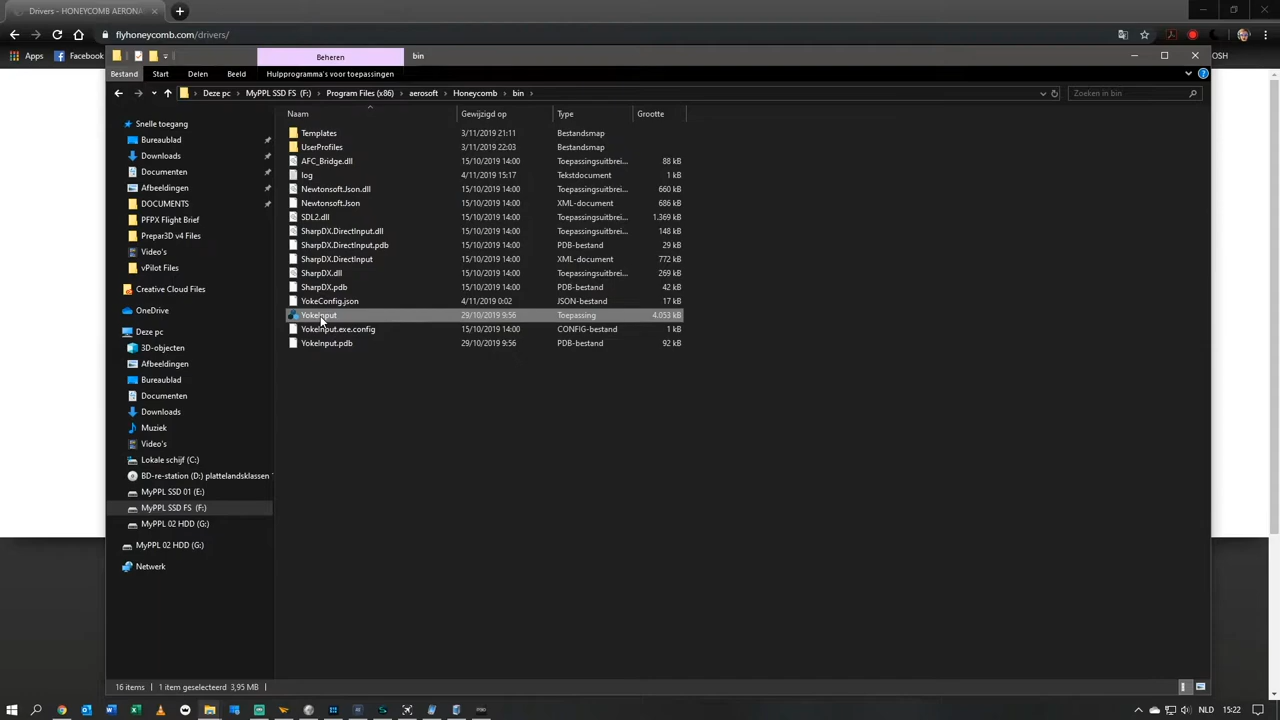 Drivers - HONEYCOMB AERONA
flyhoneycomb.com/drivers/
Apps
Facebook
OSH
Beheren
bin
Bestand
Start
Delen
Beeld
Hulpprogramma's voor toepassingen
Deze pc
MyPPL SSD FS (F:)
Program Files (x86)
aerosoft
Honeycomb
bin
Zoeken in bin
Snelle toegang
Bureaublad
Downloads
Documenten
Afbeeldingen
DOCUMENTS
PFPX Flight Brief
Prepar3D v4 Files
Video's
vPilot Files
Creative Cloud Files
OneDrive
Deze pc
3D-objecten
Afbeeldingen
Bureaublad
Documenten
Downloads
Muziek
Video's
Lokale schijf (C:)
BD-re-station (D:) plattelandsklassen
MyPPL SSD 01 (E:)
MyPPL SSD FS (F:)
MyPPL 02 HDD (G:)
MyPPL 02 HDD (G:)
Netwerk
Naam Gewijzigd op Type Grootte
Templates 3/11/2019 21:11 Bestandsmap
UserProfiles 3/11/2019 22:03 Bestandsmap
AFC_Bridge.dll 15/10/2019 14:00 Toepassingsuitbrei... 88 kB
log 4/11/2019 15:17 Tekstdocument 1 kB
Newtonsoft.Json.dll 15/10/2019 14:00 Toepassingsuitbrei... 660 kB
Newtonsoft.Json 15/10/2019 14:00 XML-document 686 kB
SDL2.dll 15/10/2019 14:00 Toepassingsuitbrei... 1.369 kB
SharpDX.DirectInput.dll 15/10/2019 14:00 Toepassingsuitbrei... 148 kB
SharpDX.DirectInput.pdb 15/10/2019 14:00 PDB-bestand 29 kB
SharpDX.DirectInput 15/10/2019 14:00 XML-document 772 kB
SharpDX.dll 15/10/2019 14:00 Toepassingsuitbrei... 269 kB
SharpDX.pdb 15/10/2019 14:00 PDB-bestand 42 kB
YokeConfig.json 4/11/2019 0:02 JSON-bestand 17 kB
YokeInput 29/10/2019 9:56 Toepassing 4.053 kB
YokeInput.exe.config 15/10/2019 14:00 CONFIG-bestand 1 kB
YokeInput.pdb 29/10/2019 9:56 PDB-bestand 92 kB
16 items
1 item geselecteerd 3,95 MB
NLD
15:22